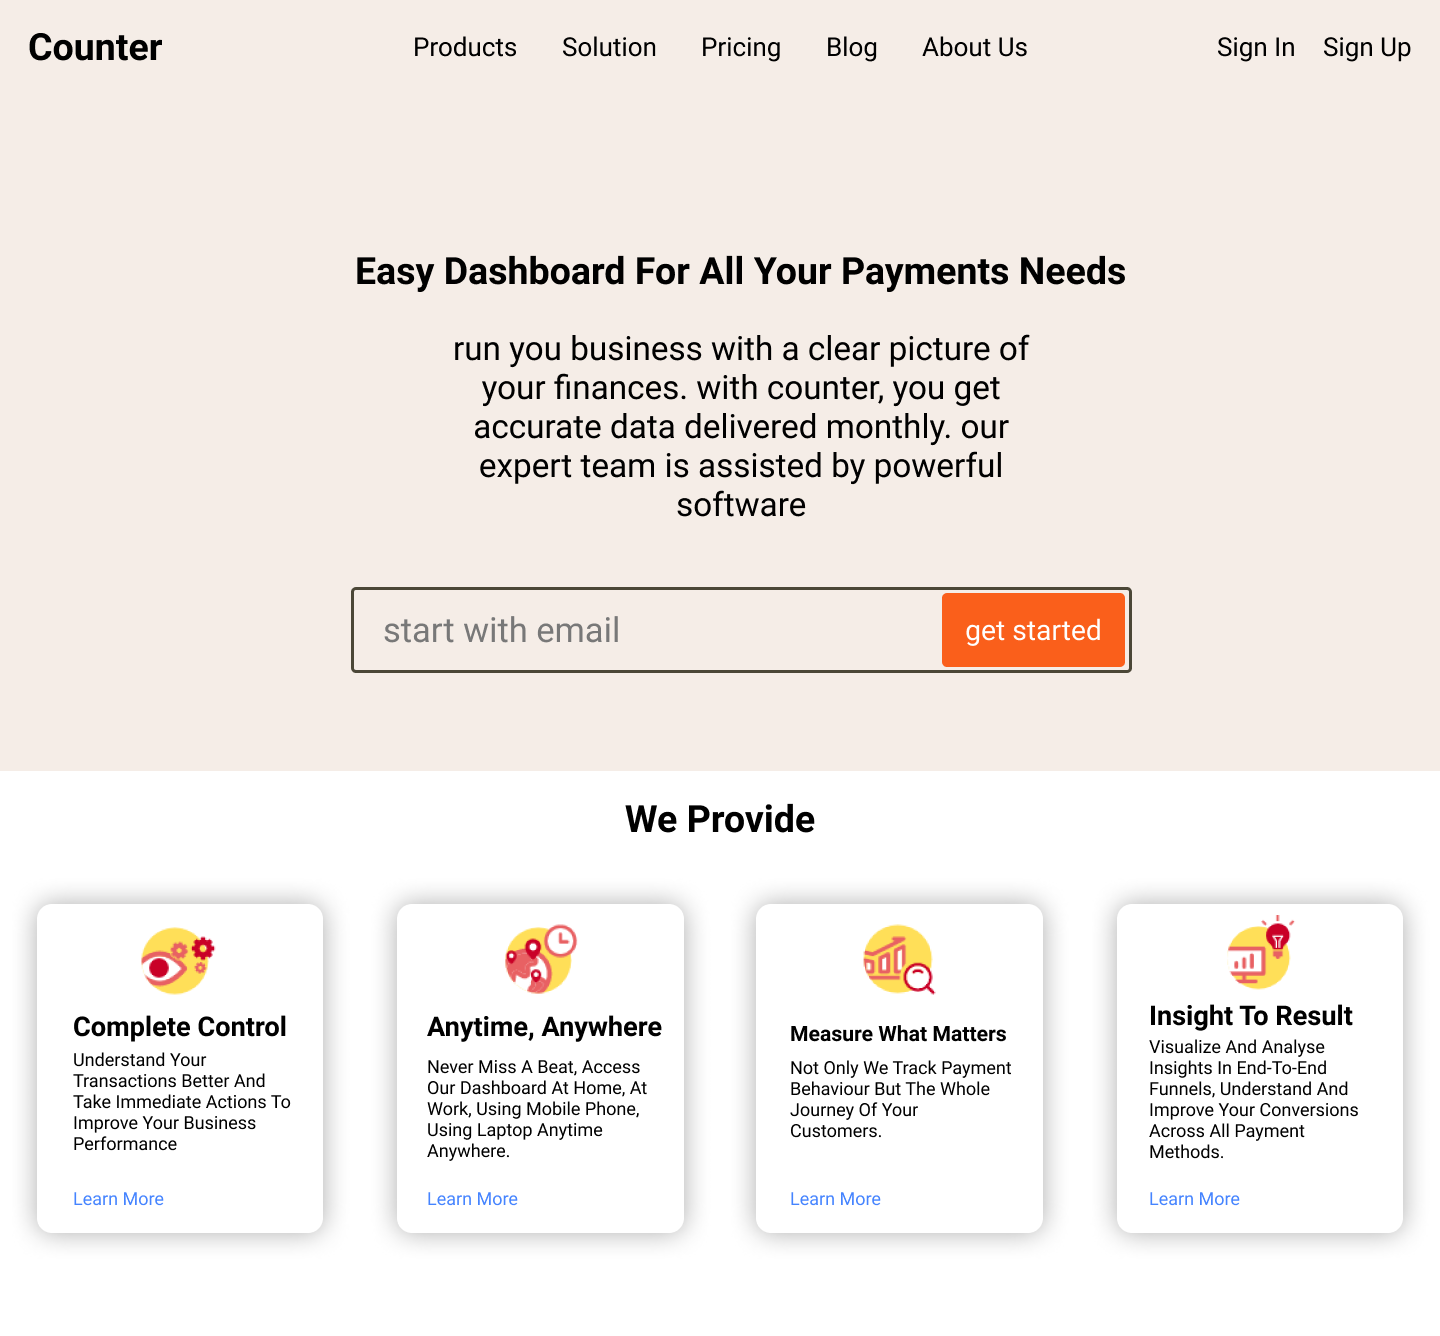 Counter
Products Solution Pricing Blog About Us
Sign In Sign Up
Easy Dashboard For All Your Payments Needs
run you business with a clear picture of
your finances. with counter, you get
accurate data delivered monthly. our
expert team is assisted by powerful
software
start with email
get started
We Provide
Complete Control
Understand Your
Transactions Better And
Take Immediate Actions To
Improve Your Business
Performance
Learn More
Anytime, Anywhere
Never Miss A Beat, Access
Our Dashboard At Home, At
Work, Using Mobile Phone,
Using Laptop Anytime
Anywhere.
Learn More
Measure What Matters
Not Only We Track Payment
Behaviour But The Whole
Journey Of Your
Customers.
Learn More
Insight To Result
Visualize And Analyse
Insights In End-To-End
Funnels, Understand And
Improve Your Conversions
Across All Payment
Methods.
Learn More